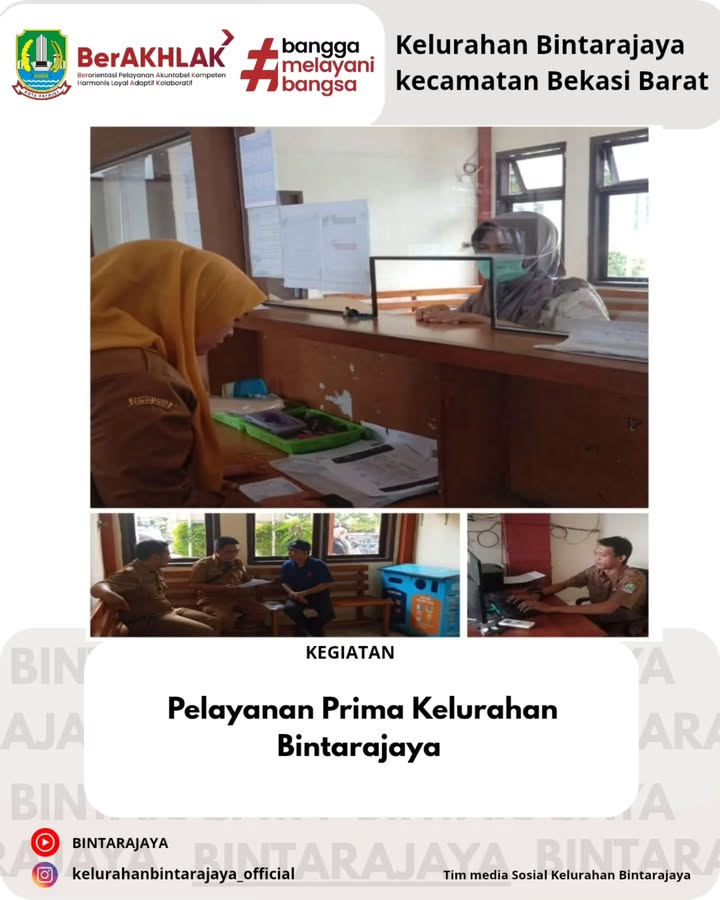 BerAKHLAK
Berorientasi Pelayanan Akuntabel Kompeten
Harmonis Loyal Adaptif Kolaboratif
#bangga
melayani
bangsa
Kelurahan Bintarajaya
kecamatan Bekasi Barat
KEGIATAN
Pelayanan Prima Kelurahan
Bintarajaya
BINTARAJAYA
kelurahanbintarajaya_official
Tim media Sosial Kelurahan Bintarajaya